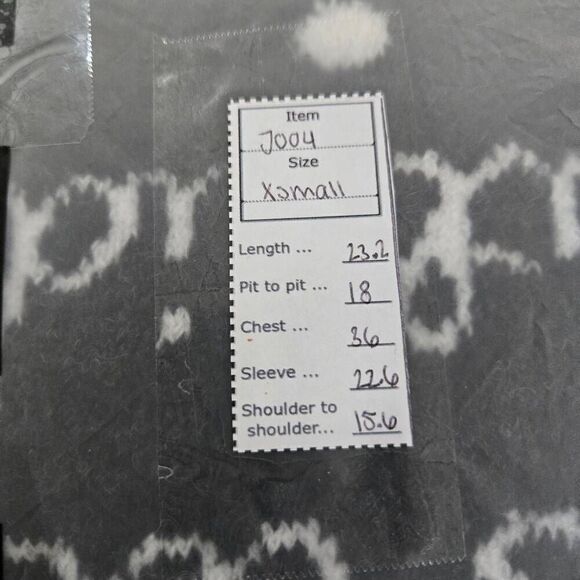 Item
J004
Size
Xsmall
Length ... 23.2
Pit to pit ... 18
Chest ... 36
Sleeve ... 22.6
Shoulder to
shoulder... 15.6